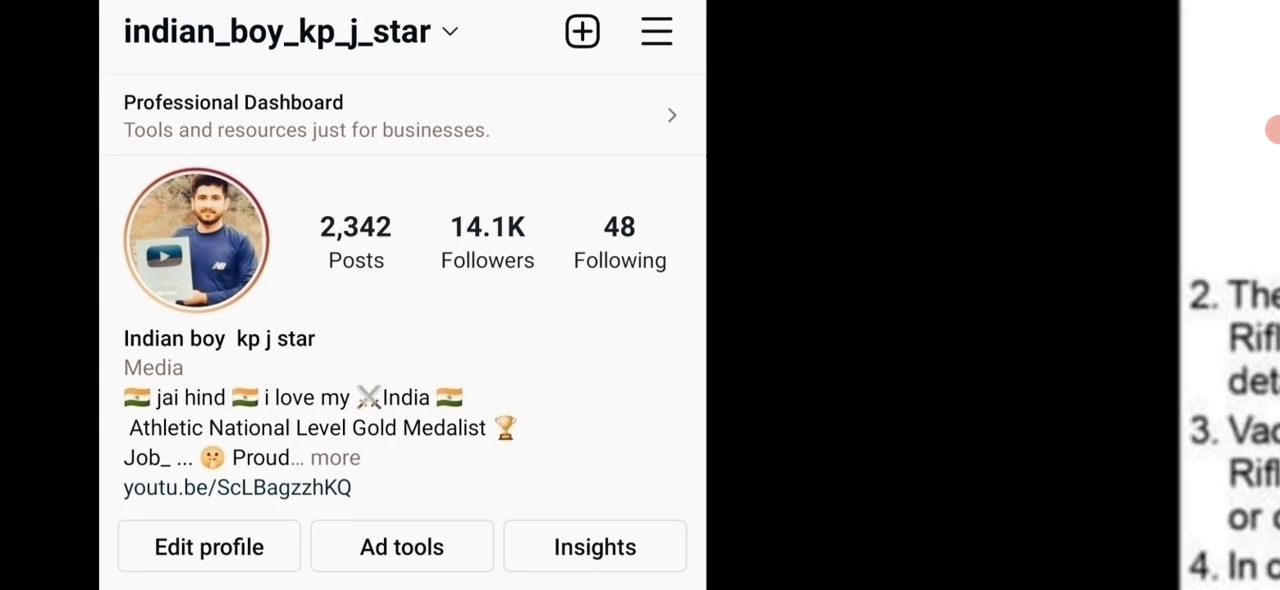 indian_boy_kp_j_star
Professional Dashboard
Tools and resources just for businesses.
2,342 14.1K 48
Posts Followers Following
Indian boy kp j star
Media
🇮🇳 jai hind 🇮🇳 i love my ⚔️India 🇮🇳
Athletic National Level Gold Medalist 🏆
Job_ ... 🤫 Proud... more
youtu.be/ScLBagzzhKQ
Edit profile Ad tools Insights
2. The
Rifl
det
3. Vac
Rifl
or
4. In